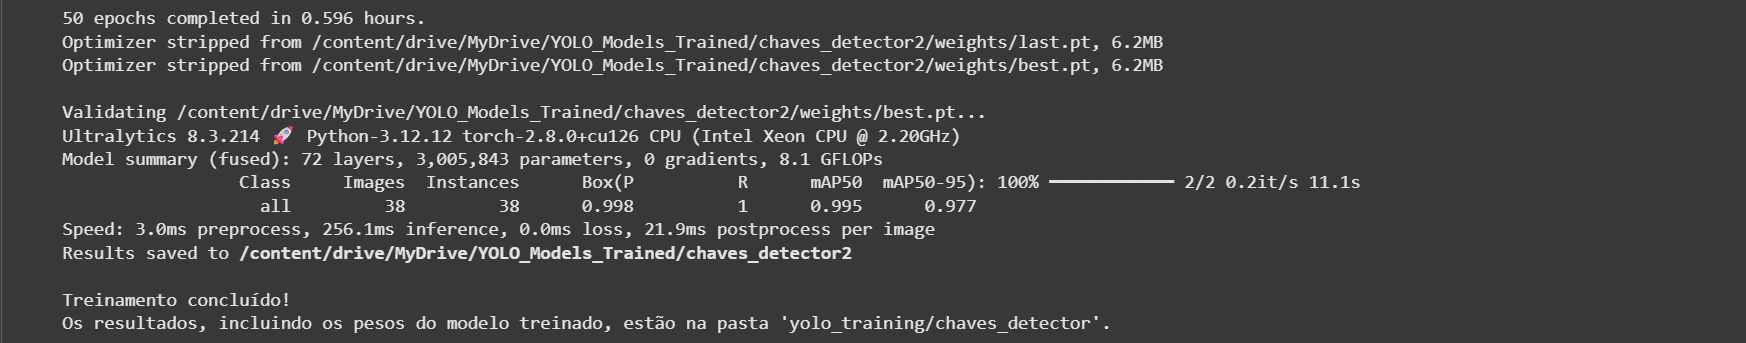 50 epochs completed in 0.596 hours.
Optimizer stripped from /content/drive/MyDrive/YOLO_Models_Trained/chaves_detector2/weights/last.pt, 6.2MB
Optimizer stripped from /content/drive/MyDrive/YOLO_Models_Trained/chaves_detector2/weights/best.pt, 6.2MB
Validating /content/drive/MyDrive/YOLO_Models_Trained/chaves_detector2/weights/best.pt...
Ultralytics 8.3.214 🚀 Python-3.12.12 torch-2.8.0+cu126 CPU (Intel Xeon CPU @ 2.20GHz)
Model summary (fused): 72 layers, 3,005,843 parameters, 0 gradients, 8.1 GFLOPs
Class Images Instances Box(P R mAP50 mAP50-95): 100% ━━━━━━━━━━━━ 2/2 0.2it/s 11.1s
all 38 38 0.998 1 0.995 0.977
Speed: 3.0ms preprocess, 256.1ms inference, 0.0ms loss, 21.9ms postprocess per image
Results saved to /content/drive/MyDrive/YOLO_Models_Trained/chaves_detector2
Treinamento concluído!
Os resultados, incluindo os pesos do modelo treinado, estão na pasta 'yolo_training/chaves_detector'.